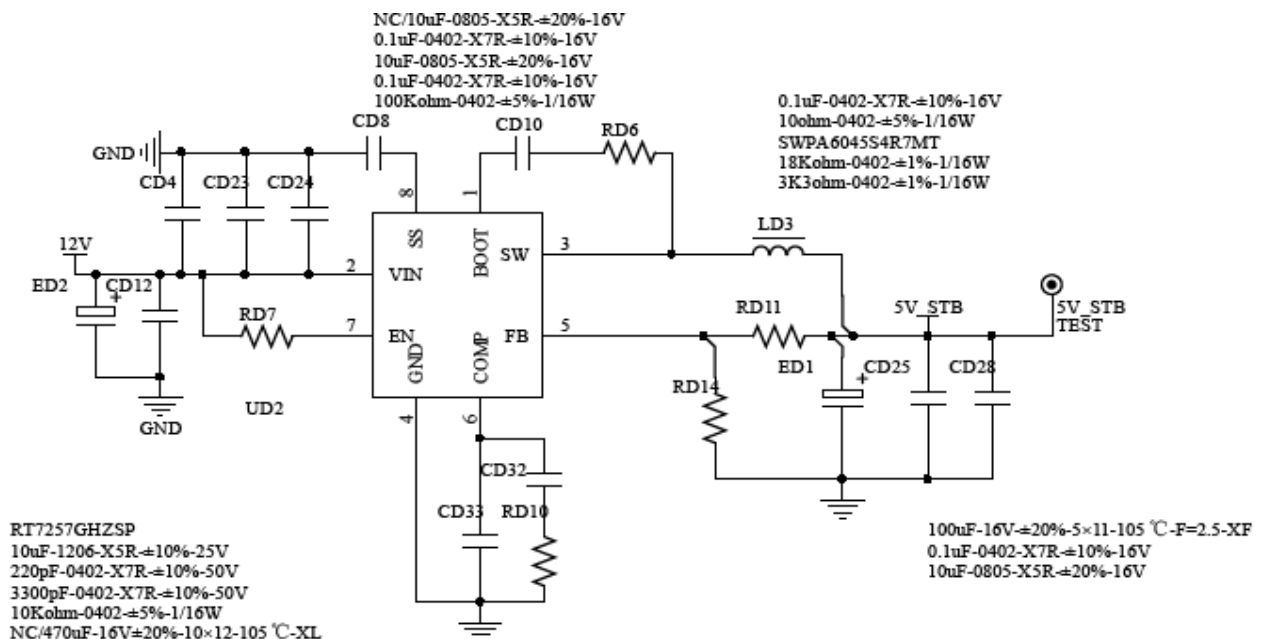 NC/10uF-0805-X5R-±20%-16V
0.1uF-0402-X7R-±10%-16V
10uF-0805-X5R-±20%-16V
0.1uF-0402-X7R-±10%-16V
100Kohm-0402-±5%-1/16W
0.1uF-0402-X7R-±10%-16V
10ohm-0402-±5%-1/16W
SWPA6045S4R7MT
18Kohm-0402-±1%-1/16W
3K3ohm-0402-±1%-1/16W
CD8
CD10
RD6
GND
CD4
CD23
CD24
8
1
LD3
12V
2
VIN
SS
BOOT
SW
3
ED2
+
CD12
RD7
7
EN
FB
5
RD11
5V_STB
5V_STB
TEST
GND
COMP
ED1
+
CD25
CD28
RD14
GND
UD2
4
6
CD32
CD33
RD10
RT7257GHZSP
10uF-1206-X5R-±10%-25V
220pF-0402-X7R-±10%-50V
3300pF-0402-X7R-±10%-50V
10Kohm-0402-±5%-1/16W
NC/470uF-16V±20%-10×12-105 ℃-XL
100uF-16V-±20%-5×11-105 ℃-F=2.5-XF
0.1uF-0402-X7R-±10%-16V
10uF-0805-X5R-±20%-16V